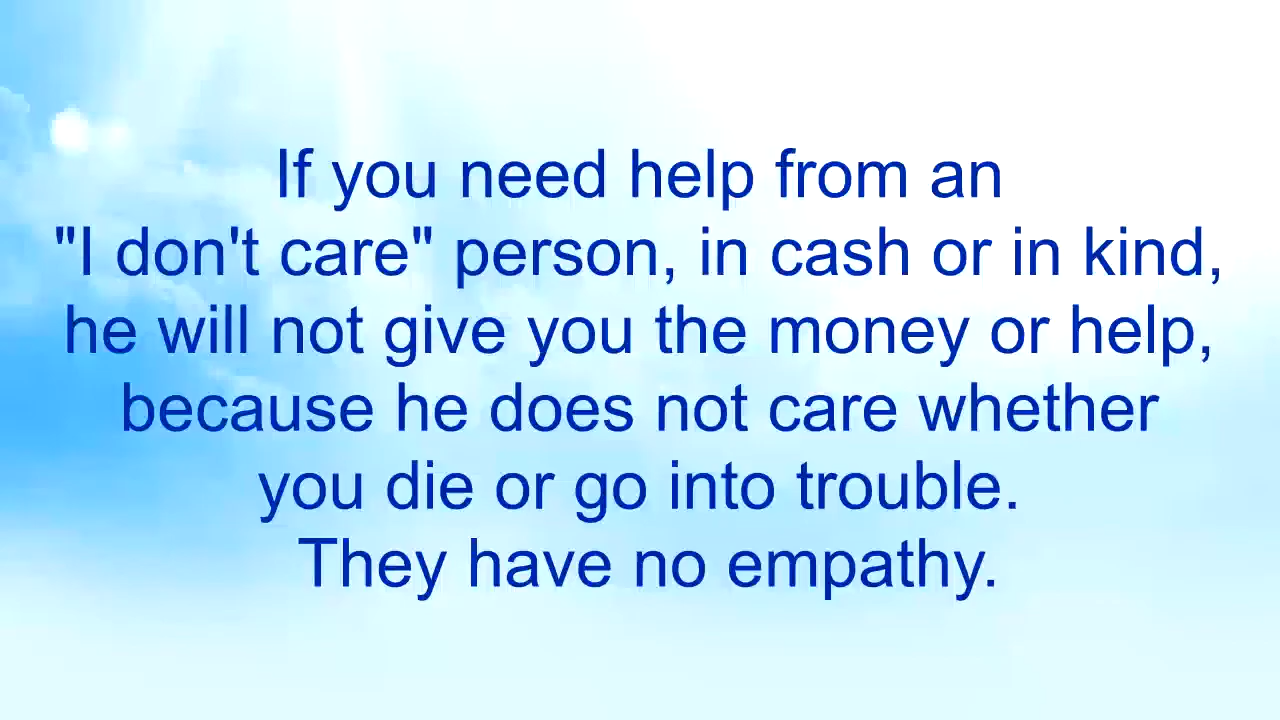 If you need help from an
"I don't care" person, in cash or in kind,
he will not give you the money or help,
because he does not care whether
you die or go into trouble.
They have no empathy.